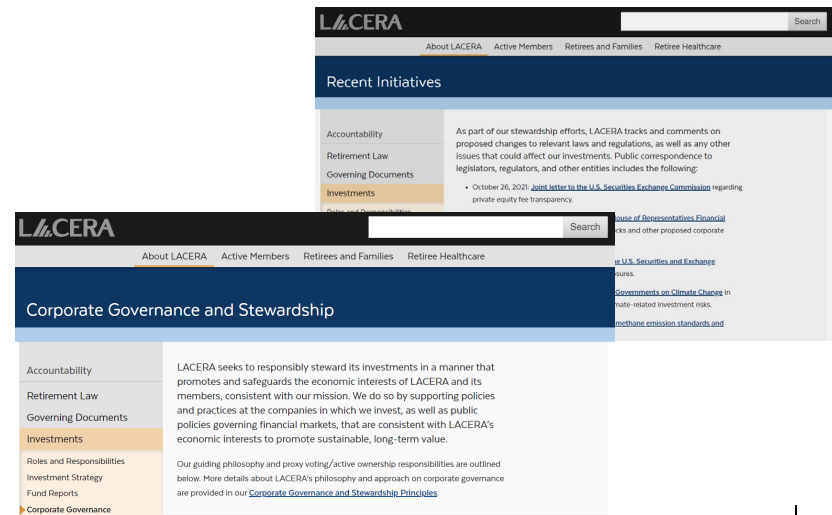 LACERA
Search
About LACERA Active Members Retirees and Families Retiree Healthcare
Recent Initiatives
Accountability
Retirement Law
Governing Documents
Investments
Roles and Responsibilities
As part of our stewardship efforts, LACERA tracks and comments on
proposed changes to relevant laws and regulations, as well as any other
issues that could affect our investments. Public correspondence to
legislators, regulators, and other entities includes the following:
• October 26, 2021: Joint letter to the U.S. Securities Exchange Commission regarding
private equity fee transparency.
ouse of Representatives Financial
cks and other proposed corporate
e U.S. Securities and Exchange
sures.
Governments on Climate Change in
mate-related investment risks.
methane emission standards and
LACERA
Search
About LACERA Active Members Retirees and Families Retiree Healthcare
Corporate Governance and Stewardship
Accountability
Retirement Law
Governing Documents
Investments
Roles and Responsibilities
Investment Strategy
Fund Reports
Corporate Governance
LACERA seeks to responsibly steward its investments in a manner that
promotes and safeguards the economic interests of LACERA and its
members, consistent with our mission. We do so by supporting policies
and practices at the companies in which we invest, as well as public
policies governing financial markets, that are consistent with LACERA's
economic interests to promote sustainable, long-term value.
Our guiding philosophy and proxy voting/active ownership responsibilities are outlined
below. More details about LACERA's philosophy and approach on corporate governance
are provided in our Corporate Governance and Stewardship Principles.